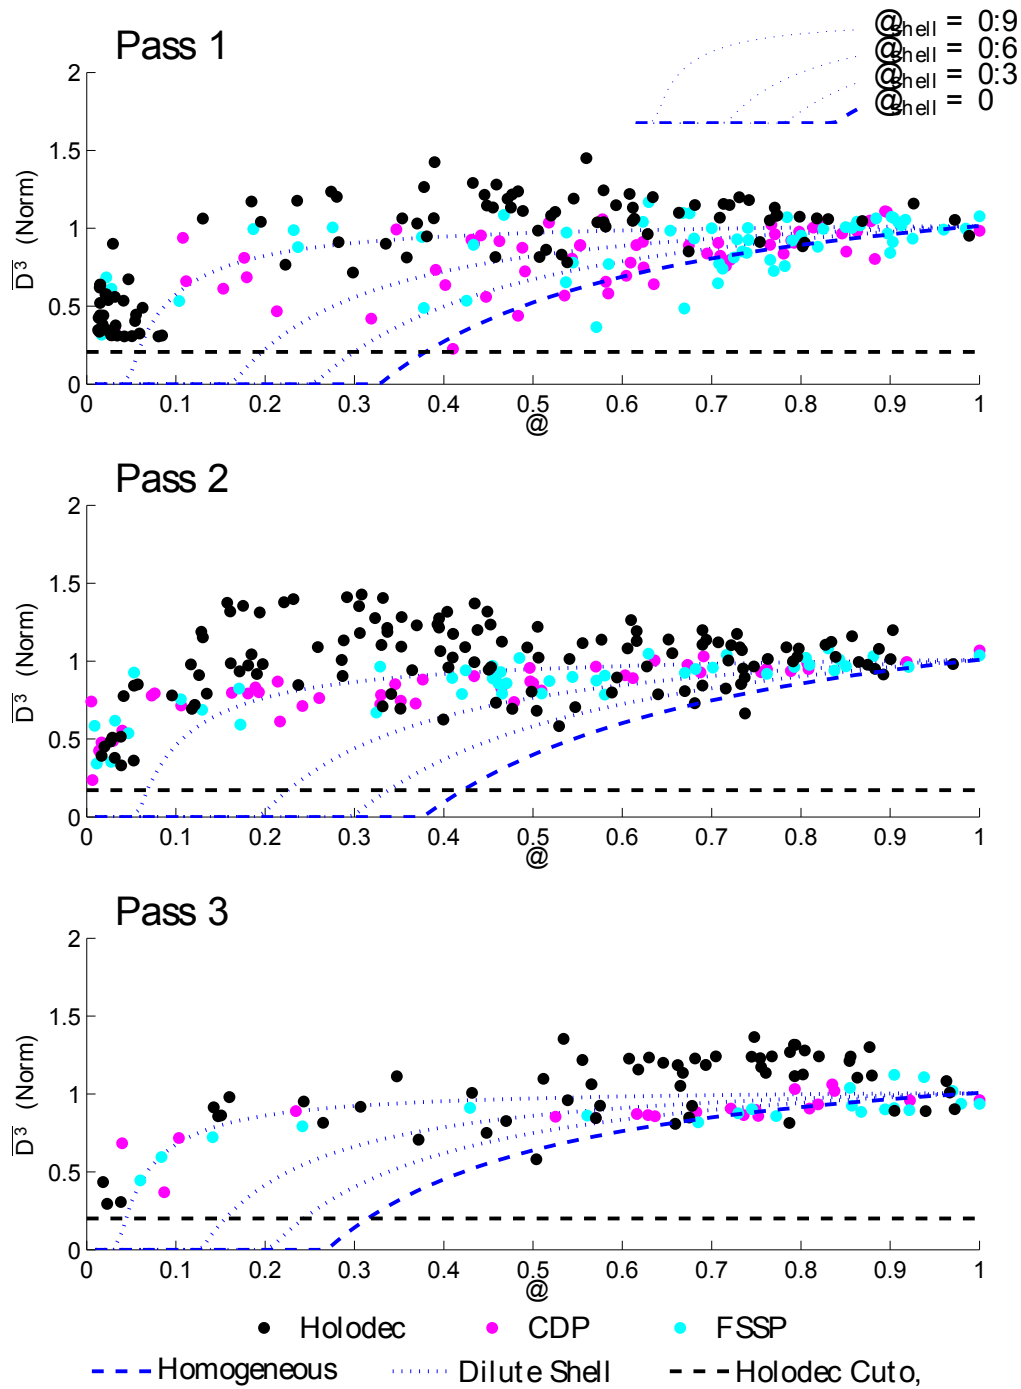 Pass 1
@shell = 0:9
@shell = 0:6
@shell = 0:3
@shell = 0
2
1.5
1
0.5
0
D3 (Norm)
0 0.1 0.2 0.3 0.4 0.5 0.6 0.7 0.8 0.9 1
@
Pass 2
2
1.5
1
0.5
0
D3 (Norm)
0 0.1 0.2 0.3 0.4 0.5 0.6 0.7 0.8 0.9 1
@
Pass 3
2
1.5
1
0.5
0
D3 (Norm)
0 0.1 0.2 0.3 0.4 0.5 0.6 0.7 0.8 0.9 1
@
Holodec CDP FSSP
Homogeneous Dilute Shell Holodec Cuto,